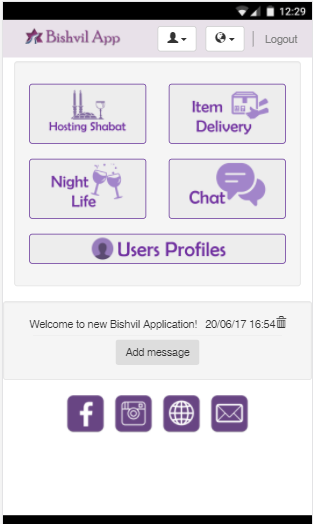 12:29
Bishvil App
Logout
Hosting Shabat
Item
Delivery
Night
Life
Chat
Users Profiles
Welcome to new Bishvil Application! 20/06/17 16:54
Add message